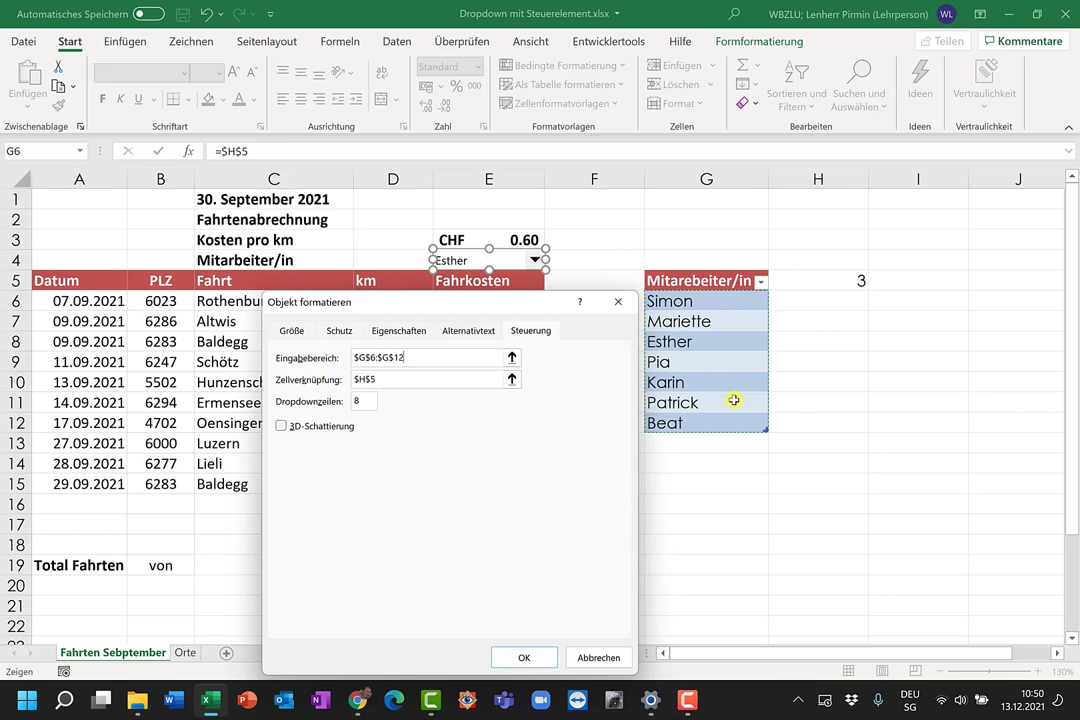 Automatisches Speichern
Dropdown mit Steuerelement.xlsx
WBZLU; Lenherr Pirmin (Lehrperson)
WL
Datei Start Einfügen Zeichnen Seitenlayout Formeln Daten Überprüfen Ansicht Entwicklertools Hilfe Formformatierung Teilen Kommentare
Einfügen
F K U
Standard
% 000
Bedingte Formatierung
Als Tabelle formatieren
Zellenformatvorlagen
Einfügen
Löschen
Format
Sortieren und Filtern
Suchen und Auswählen
Ideen
Vertraulichkeit
Zwischenablage Schriftart Ausrichtung Zahl Formatvorlagen Zellen Bearbeiten Ideen Vertraulichkeit
G6 fx =$H$5
A B C D E F G H I J
1 30. September 2021
2 Fahrtenabrechnung
3 Kosten pro km CHF 0.60
4 Mitarbeiter/in Esther
5 Datum PLZ Fahrt km Fahrkosten Mitarebeiter/in 3
6 07.09.2021 6023 Rothenbu Simon
7 09.09.2021 6286 Altwis Mariette
8 09.09.2021 6283 Baldegg Esther
9 11.09.2021 6247 Schötz Pia
10 13.09.2021 5502 Hunzensch Karin
11 14.09.2021 6294 Ermensee Patrick
12 17.09.2021 4702 Oensinger Beat
13 27.09.2021 6000 Luzern
14 28.09.2021 6277 Lieli
15 29.09.2021 6283 Baldegg
16
17
18
19 Total Fahrten von
20
21
22
Objekt formatieren ?
Größe Schutz Eigenschaften Alternativtext Steuerung
Eingabebereich: $G$6:$G$12
Zellverknüpfung: $H$5
Dropdownzeilen: 8
3D-Schattierung
OK Abbrechen
Fahrten Sebptember Orte
Zeigen 130%
DEU
SG
10:50
13.12.2021